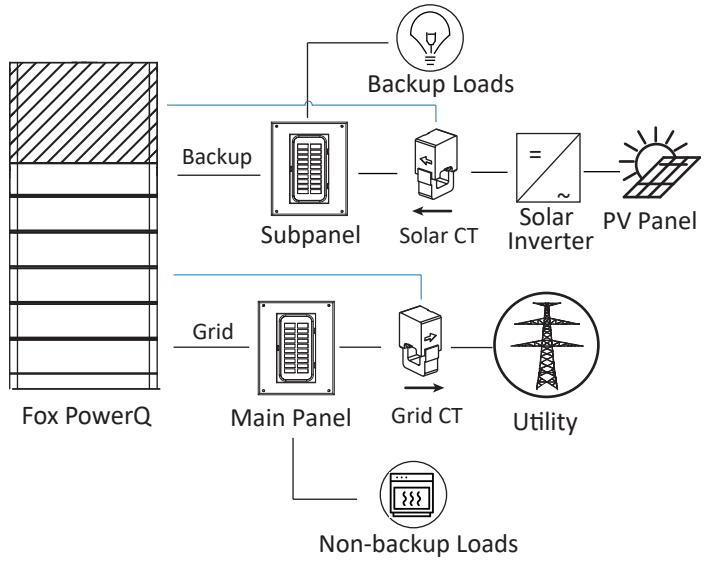 Backup Loads
Backup
Subpanel
Solar CT
=
~
Solar
Inverter
PV Panel
Grid
Fox PowerQ
Main Panel
Grid CT
Utility
Non-backup Loads